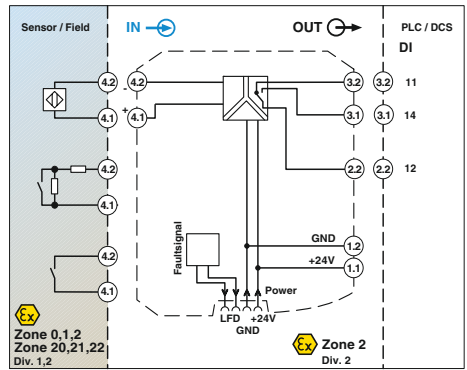 Sensor / Field
IN
OUT
PLC / DCS
DI
4.2
-
4.2
3.2
3.2
11
4.1
+
4.1
3.1
3.1
14
4.2
2.2
2.2
12
4.1
Faultsignal
GND
1.2
4.2
+24V
1.1
4.1
Power
LFD
+24V
GND
Ex
Zone 0,1,2
Zone 20,21,22
Div. 1,2
Ex
Zone 2
Div. 2